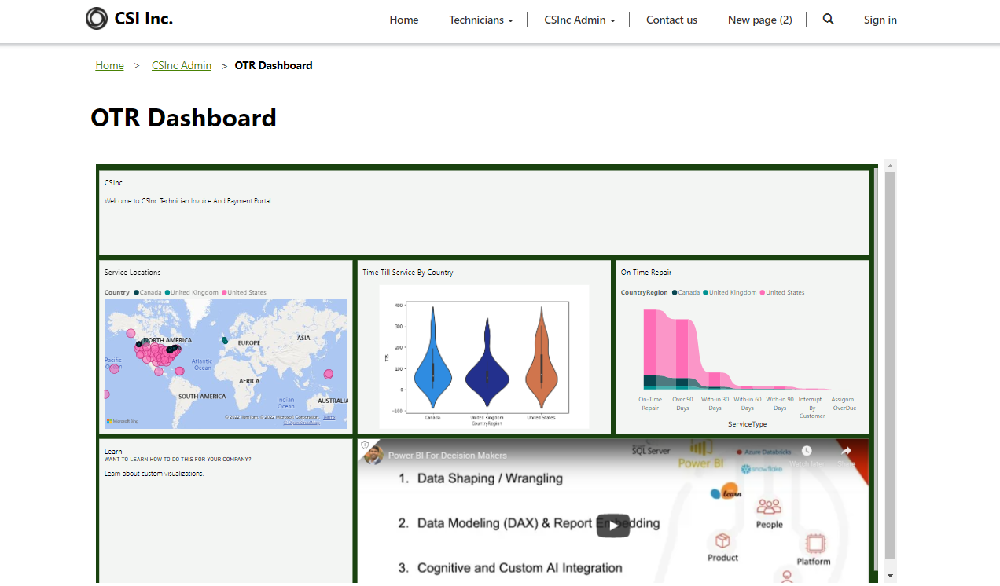 CSI Inc.
Home
Technicians
CSInc Admin
Contact us
New page (2)
Sign in
Home > CSInc Admin > OTR Dashboard
OTR Dashboard
CSInc
Welcome to CSInc Technician Invoice And Payment Portal
Service Locations
Country Canada United Kingdom United States
NORTH AMERICA
EUROPE
ASIA
Pacific
Ocean
Atlantic
Ocean
AFRICA
SOUTH AMERICA
Indian
Ocean
AUSTRALIA
Microsoft Bing
© 2022 TomTom, © 2022 Microsoft Corporation, Terms
© OpenStreetMap
Time Till Service By Country
400
300
200
100
0
−100
TTS
Canada
United Kingdom
United States
CountryRegion
On Time Repair
CountryRegion Canada United Kingdom United States
On-Time
Repair
Over 90
Days
With-in 30
Days
With-in 60
Days
With-in 90
Days
Interrupt...
By
Customer
Assignm...
OverDue
ServiceType
Learn
WANT TO LEARN HOW TO DO THIS FOR YOUR COMPANY?
Learn about custom visualizations.
Power BI For Decision Makers
SQL Server
Power BI
Azure Databricks
snowflake
Watch later
Share
learn
1. Data Shaping / Wrangling
2. Data Modeling (DAX) & Report Embedding
3. Cognitive and Custom AI Integration
People
Product
Platform